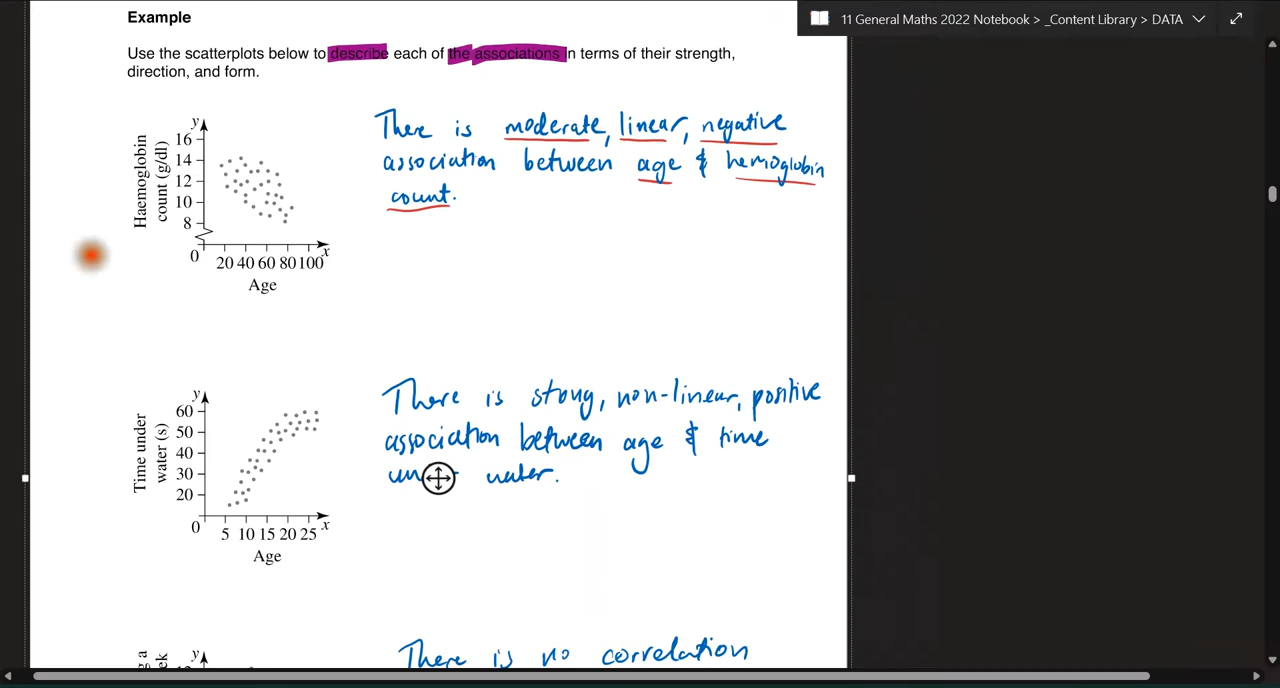 Example
11 General Maths 2022 Notebook > _Content Library > DATA
Use the scatterplots below to describe each of the associations in terms of their strength,
direction, and form.
There is moderate, linear, negative
association between age & hemoglobin
count.
y
16
14
12
10
8
0
Haemoglobin
count (g/dl)
20 40 60 80 100
x
Age
There is strong, non-linear, positive
association between age & time
water.
y
60
50
40
30
20
0
Time under
water (s)
5 10 15 20 25
x
Age
There is no correlation
y